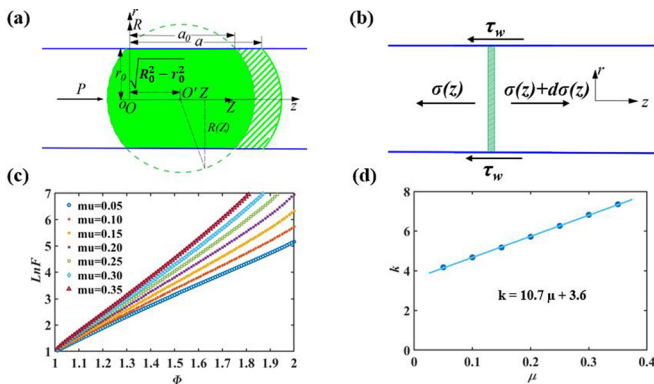 (a)
r
R
a₀
a
r₀
√R₀² − r₀²
P
o
O
O' Z
Z
z
R(Z)
(b)
τw
σ(z)
σ(z)+dσ(z)
r
z
τw
(c)
7
6
5
4
3
2
1
LnF
mu=0.05
mu=0.10
mu=0.15
mu=0.20
mu=0.25
mu=0.30
mu=0.35
1 1.1 1.2 1.3 1.4 1.5 1.6 1.7 1.8 1.9 2
Φ
(d)
8
6
4
2
0
k
k = 10.7 μ + 3.6
0 0.1 0.2 0.3 0.4
μ